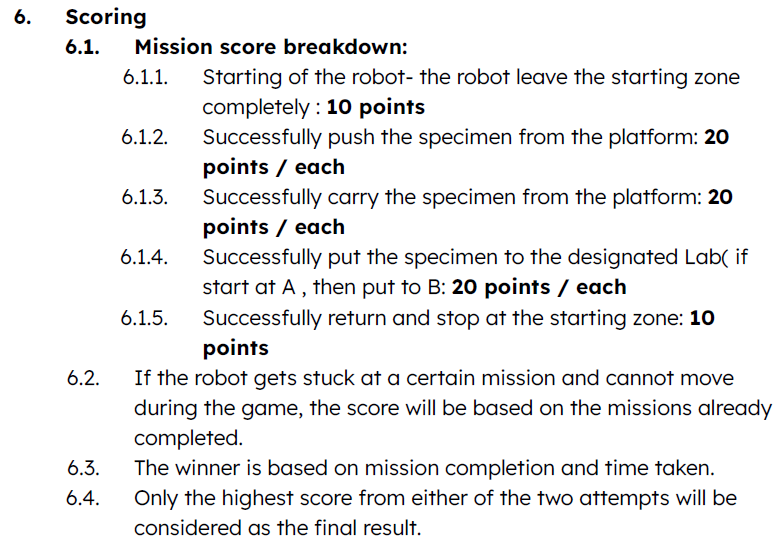 6. Scoring
6.1. Mission score breakdown:
6.1.1. Starting of the robot- the robot leave the starting zone
completely : 10 points
6.1.2. Successfully push the specimen from the platform: 20
points / each
6.1.3. Successfully carry the specimen from the platform: 20
points / each
6.1.4. Successfully put the specimen to the designated Lab( if
start at A , then put to B: 20 points / each
6.1.5. Successfully return and stop at the starting zone: 10
points
6.2. If the robot gets stuck at a certain mission and cannot move
during the game, the score will be based on the missions already
completed.
6.3. The winner is based on mission completion and time taken.
6.4. Only the highest score from either of the two attempts will be
considered as the final result.